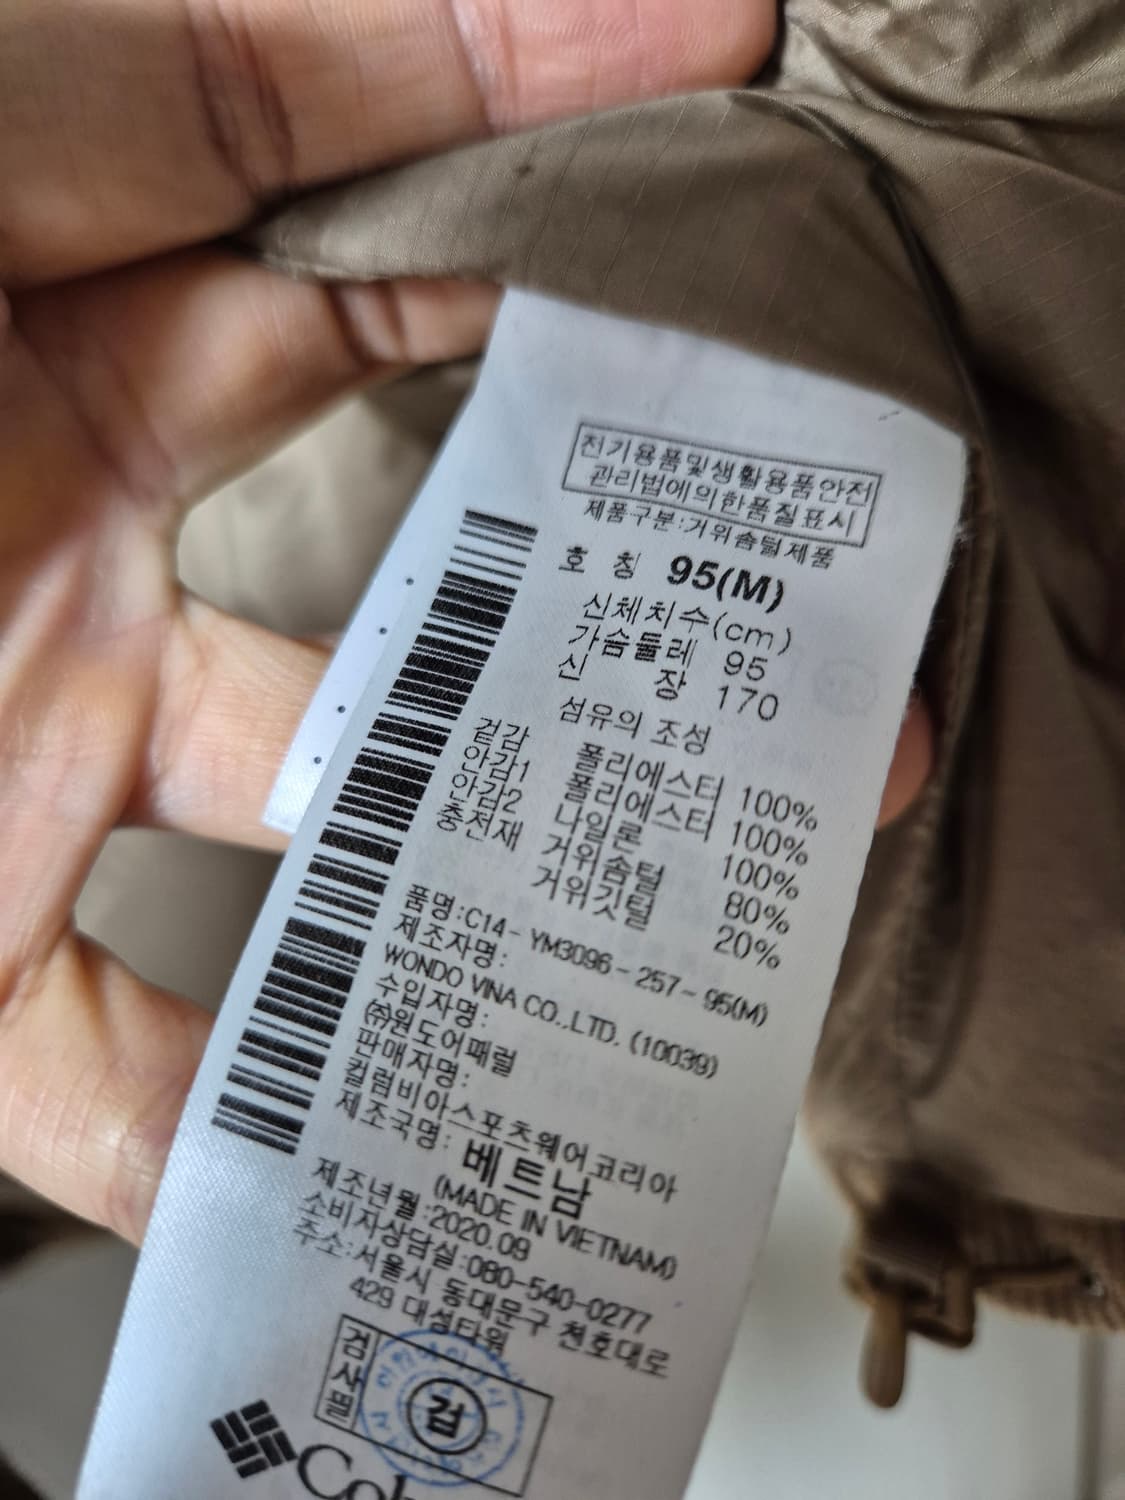 전기용품및생활용품안전
관리법에의한품질표시
제품구분:거위솜털제품
호 칭 95(M)
신체치수(cm)
가슴둘레 95
신 장 170
섬유의 조성
겉감 폴리에스터 100%
안감1 폴리에스터 100%
안감2 나일론 100%
충전재 거위솜털 80%
거위깃털 20%
품명:C14-YM3096-257-95(M)
제조자명:
WONDO VINA CO.,LTD. (10039)
수입자명:
㈜원도어패럴
판매자명:
컬럼비아스포츠웨어코리아
제조국명: 베트남
(MADE IN VIETNAM)
제조년월:2020.09
소비자상담실:080-540-0277
주소:서울시 동대문구 천호대로
429 대성타워
검사필
검